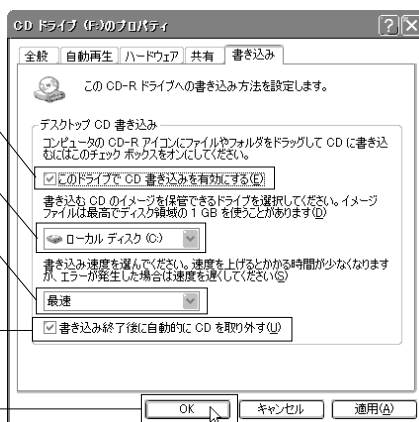 CD ドライブ (F:)のプロパティ
全般 自動再生 ハードウェア 共有 書き込み
この CD-R ドライブへの書き込み方法を設定します。
デスクトップ CD 書き込み
コンピュータの CD-R アイコンにファイルやフォルダをドラッグして CD に書き込
むにはこのチェック ボックスをオンにしてください。
このドライブで CD 書き込みを有効にする(E)
書き込む CD のイメージを保管できるドライブを選択してください。イメージ
ファイルは最高でディスク領域の 1 GB を使うことがあります(D)
ローカル ディスク (C:)
書き込み速度を選んでください。速度を上げるとかかる時間が少なくなります
が、エラーが発生した場合は速度を遅くしてください(S)
最速
書き込み終了後に自動的に CD を取り外す(U)
OK キャンセル 適用(A)